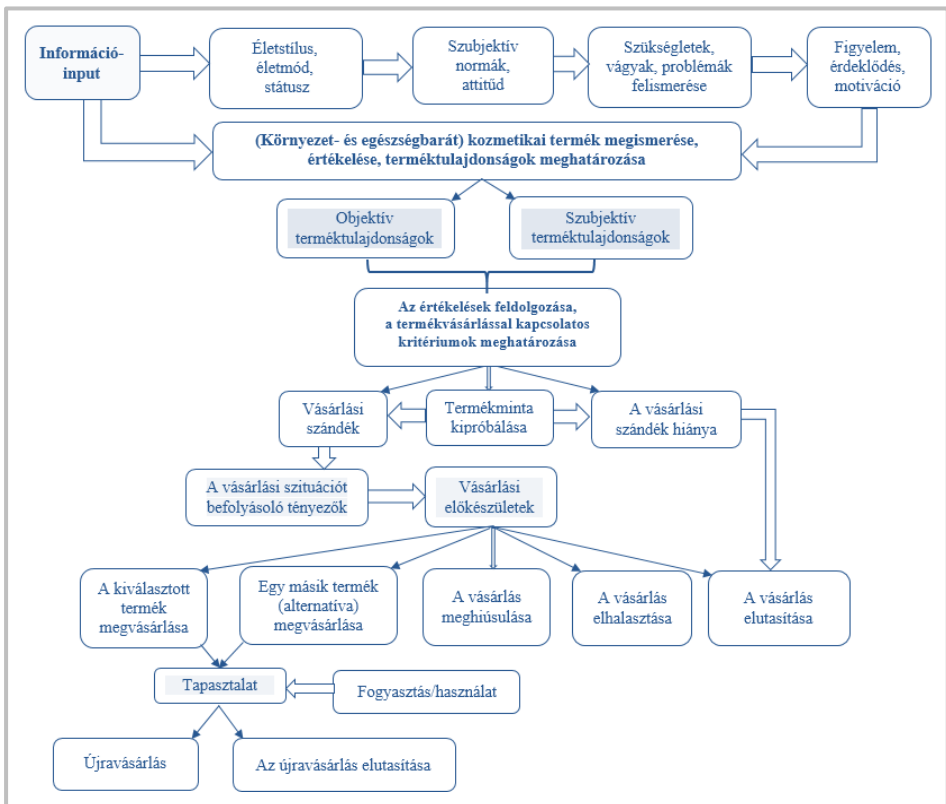 Információ-
input
Életstílus,
életmód,
státusz
Szubjektív
normák,
attitűd
Szükségletek,
vágyak, problémák
felismerése
Figyelem,
érdeklődés,
motiváció
(Környezet- és egészségbarát) kozmetikai termék megismerése,
értékelése, terméktulajdonságok meghatározása
Objektív
terméktulajdonságok
Szubjektív
terméktulajdonságok
Az értékelések feldolgozása,
a termékvásárlással kapcsolatos
kritériumok meghatározása
Vásárlási
szándék
Termékminta
kipróbálása
A vásárlási
szándék hiánya
A vásárlási szituációt
befolyásoló tényezők
Vásárlási
előkészületek
A kiválasztott
termék
megvásárlása
Egy másik termék
(alternatíva)
megvásárlása
A vásárlás
meghiúsulása
A vásárlás
elhalasztása
A vásárlás
elutasítása
Tapasztalat
Fogyasztás/használat
Újravásárlás
Az újravásárlás elutasítása